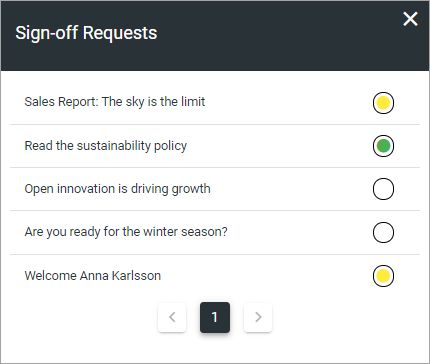 Sign-off Requests
Sales Report: The sky is the limit
Read the sustainability policy
Open innovation is driving growth
Are you ready for the winter season?
Welcome Anna Karlsson
1